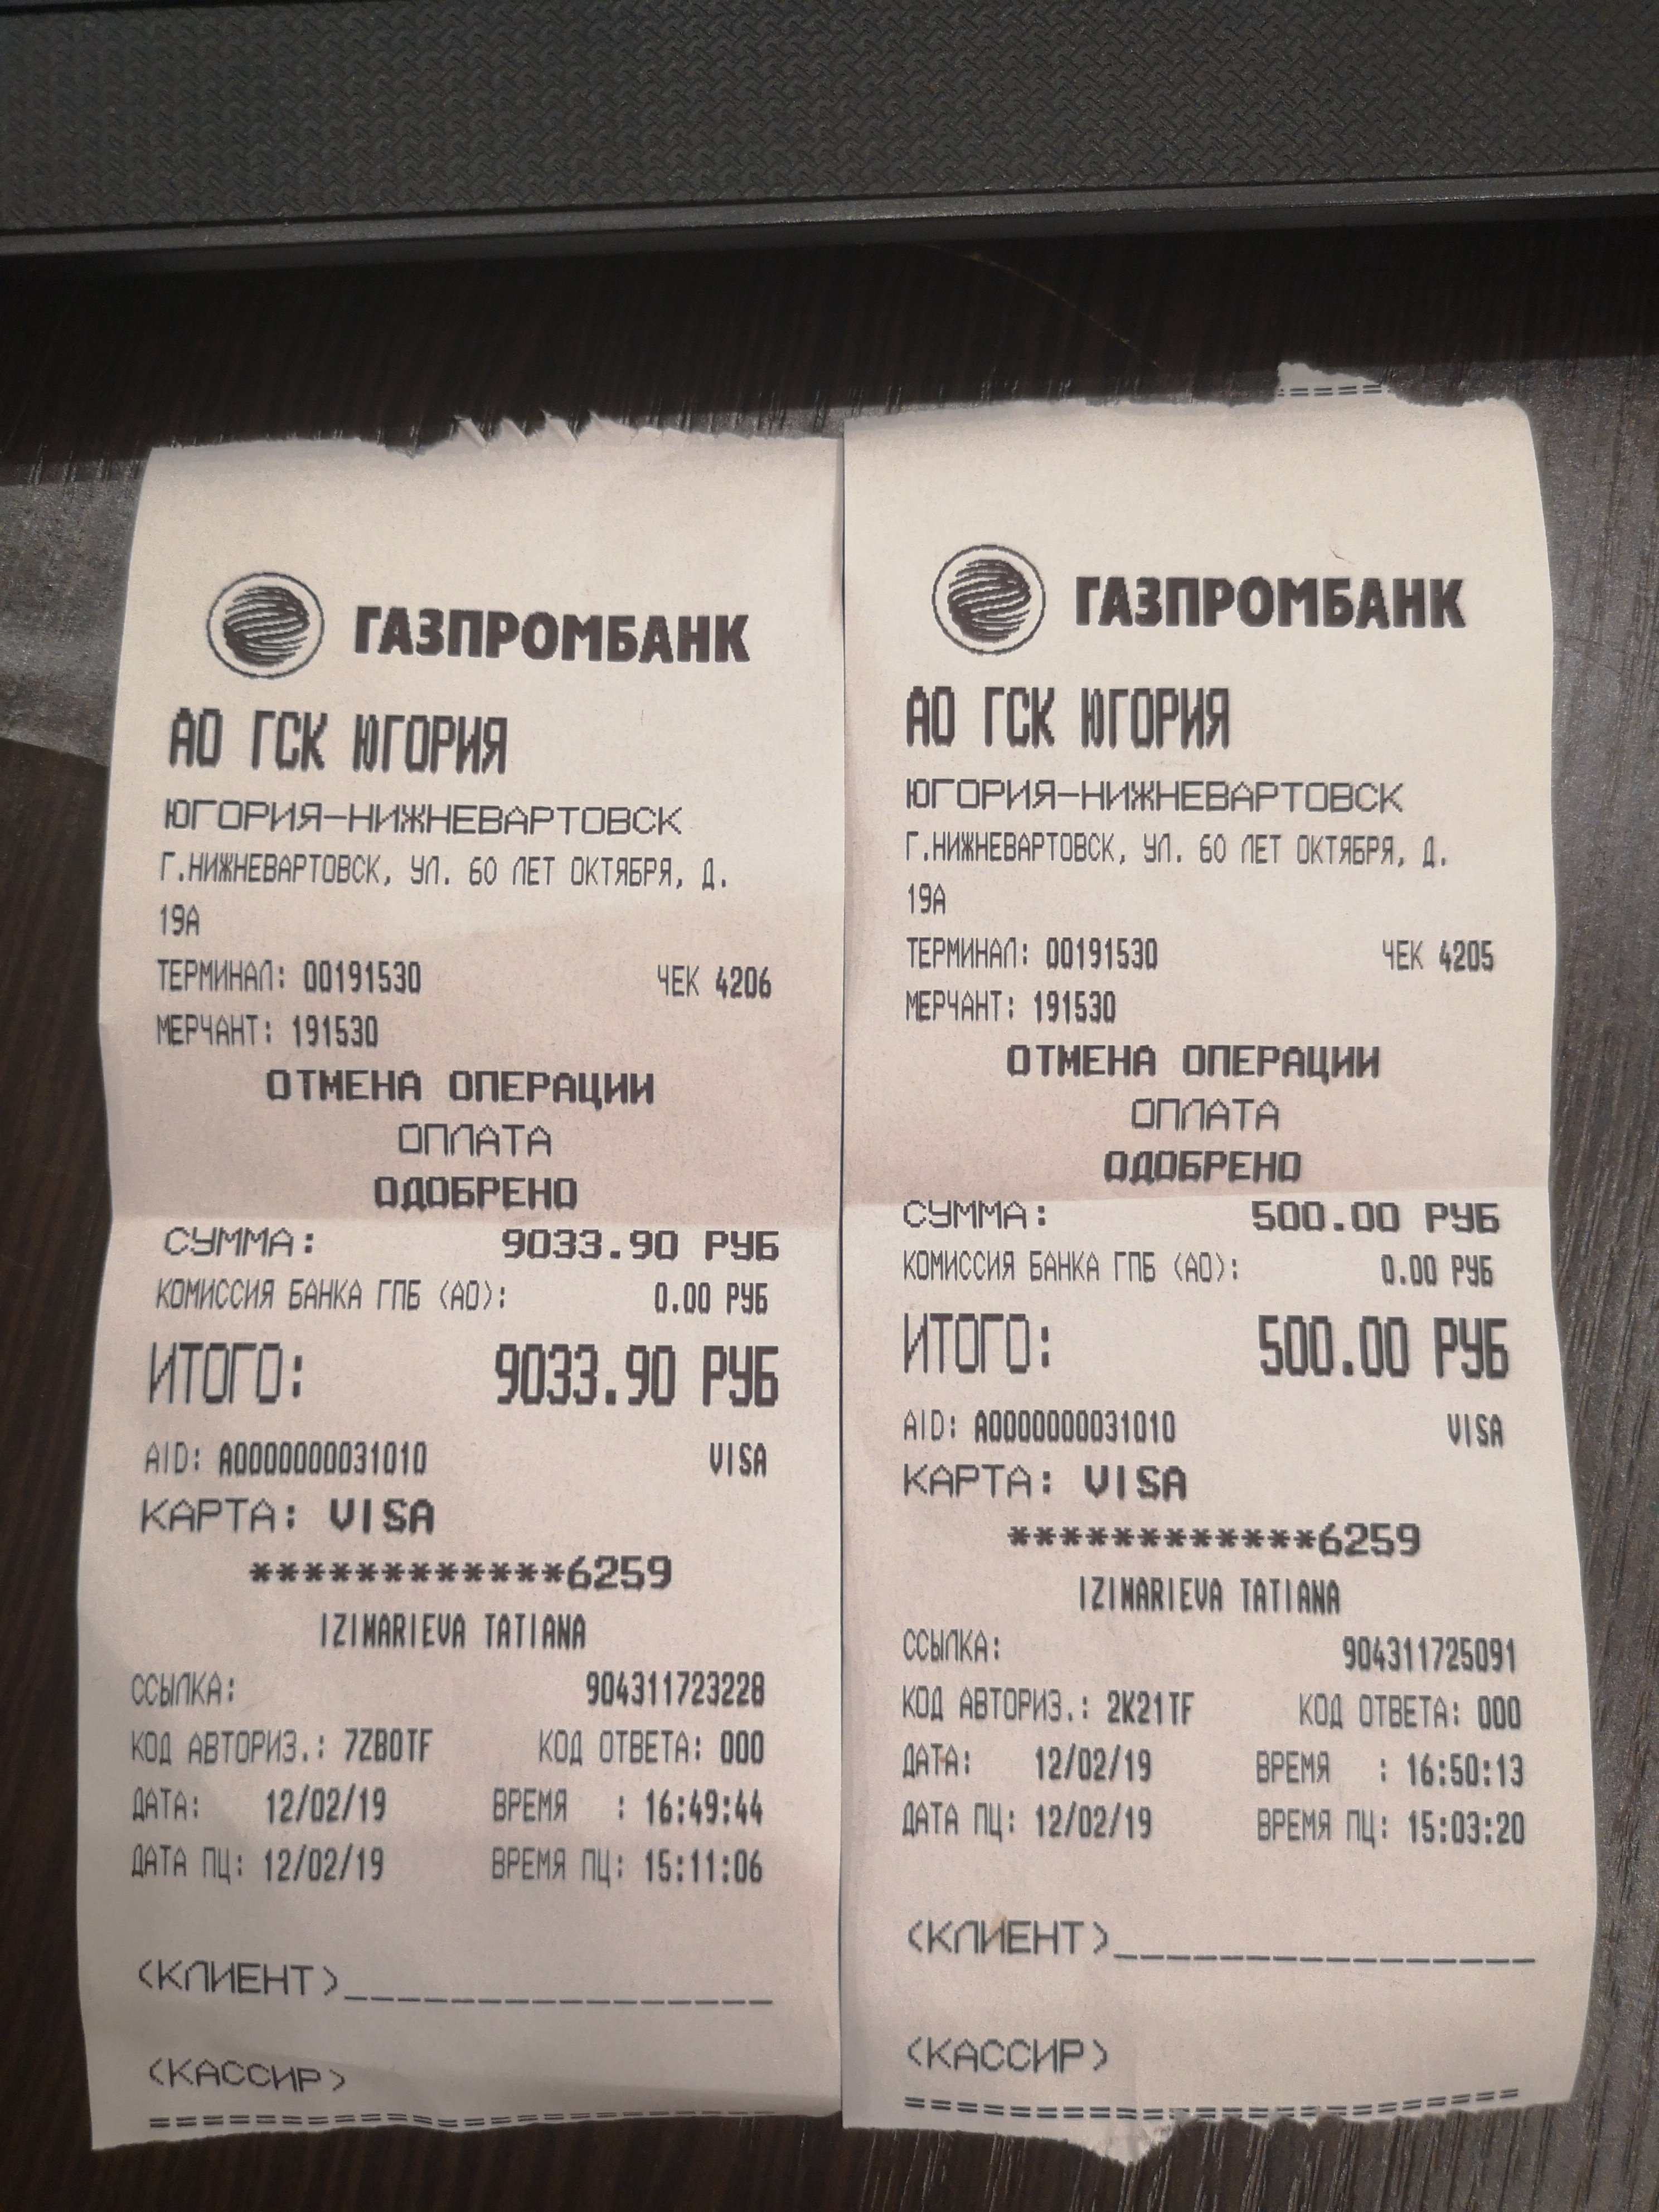 ГАЗПРОМБАНК
АО ГСК ЮГОРИЯ
ЮГОРИЯ-НИЖНЕВАРТОВСК
Г.НИЖНЕВАРТОВСК, УЛ. 60 ЛЕТ ОКТЯБРЯ, Д.
19А
ТЕРМИНАЛ: 00191530 ЧЕК 4206
МЕРЧАНТ: 191530
ОТМЕНА ОПЕРАЦИИ
ОПЛАТА
ОДОБРЕНО
СУММА: 9033.90 РУБ
КОМИССИЯ БАНКА ГПБ (АО): 0.00 РУБ
ИТОГО: 9033.90 РУБ
AID: A0000000031010 VISA
КАРТА: VISA
************6259
IZIMARIEVA TATIANA
ССЫЛКА: 904311723228
КОД АВТОРИЗ.: 7ZB0TF КОД ОТВЕТА: 000
ДАТА: 12/02/19 ВРЕМЯ : 16:49:44
ДАТА ПЦ: 12/02/19 ВРЕМЯ ПЦ: 15:11:06
<КЛИЕНТ>________________
<КАССИР>
================================
ГАЗПРОМБАНК
АО ГСК ЮГОРИЯ
ЮГОРИЯ-НИЖНЕВАРТОВСК
Г.НИЖНЕВАРТОВСК, УЛ. 60 ЛЕТ ОКТЯБРЯ, Д.
19А
ТЕРМИНАЛ: 00191530 ЧЕК 4205
МЕРЧАНТ: 191530
ОТМЕНА ОПЕРАЦИИ
ОПЛАТА
ОДОБРЕНО
СУММА: 500.00 РУБ
КОМИССИЯ БАНКА ГПБ (АО): 0.00 РУБ
ИТОГО: 500.00 РУБ
AID: A0000000031010 VISA
КАРТА: VISA
************6259
IZIMARIEVA TATIANA
ССЫЛКА: 904311725091
КОД АВТОРИЗ.: 2K21TF КОД ОТВЕТА: 000
ДАТА: 12/02/19 ВРЕМЯ : 16:50:13
ДАТА ПЦ: 12/02/19 ВРЕМЯ ПЦ: 15:03:20
<КЛИЕНТ>________________
<КАССИР>
================================